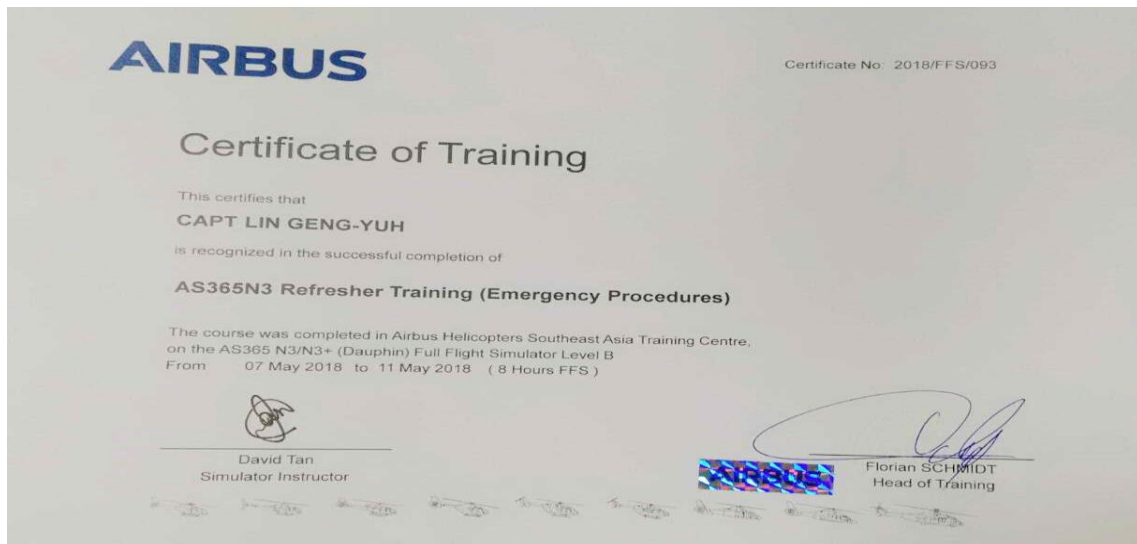 AIRBUS
Certificate No: 2018/FFS/093
Certificate of Training
This certifies that
CAPT LIN GENG-YUH
is recognized in the successful completion of
AS365N3 Refresher Training (Emergency Procedures)
The course was completed in Airbus Helicopters Southeast Asia Training Centre,
on the AS365 N3/N3+ (Dauphin) Full Flight Simulator Level B
From 07 May 2018 to 11 May 2018 ( 8 Hours FFS )
David Tan
Simulator Instructor
AIRBUS
Florian SCHMIDT
Head of Training